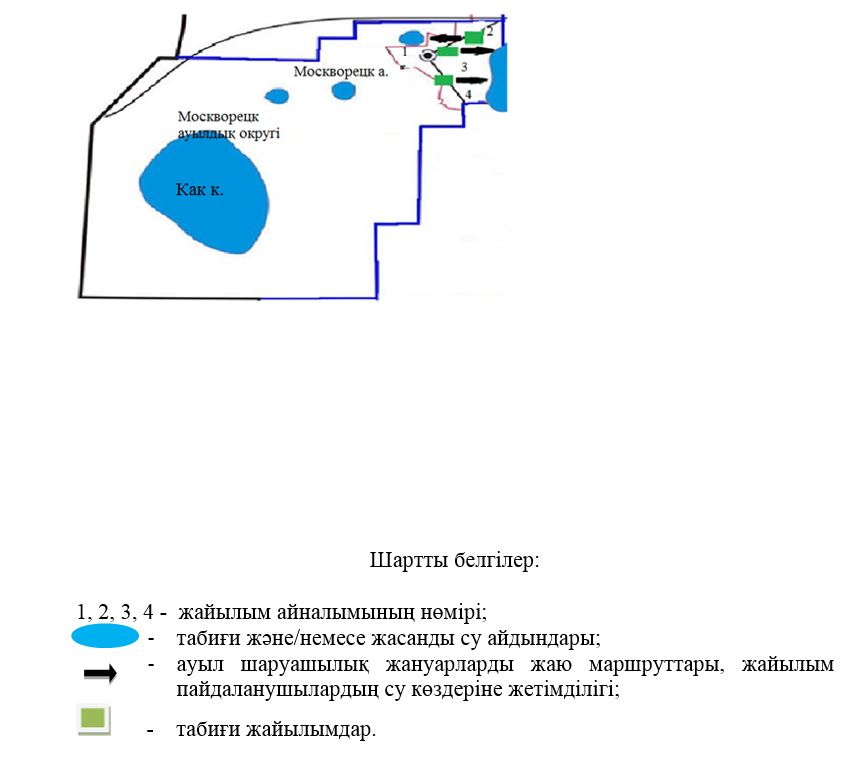 2
1
Москворецк а.
3
4
Москворецк
ауылдық округі
Как к.
Шартты белгілер:
1, 2, 3, 4 - жайылым айналымының нөмірі;
- табиғи және/немесе жасанды су айдындары;
- ауыл шаруашылық жануарларды жаю маршруттары, жайылым
пайдаланушылардың су көздеріне жетімділігі;
- табиғи жайылымдар.